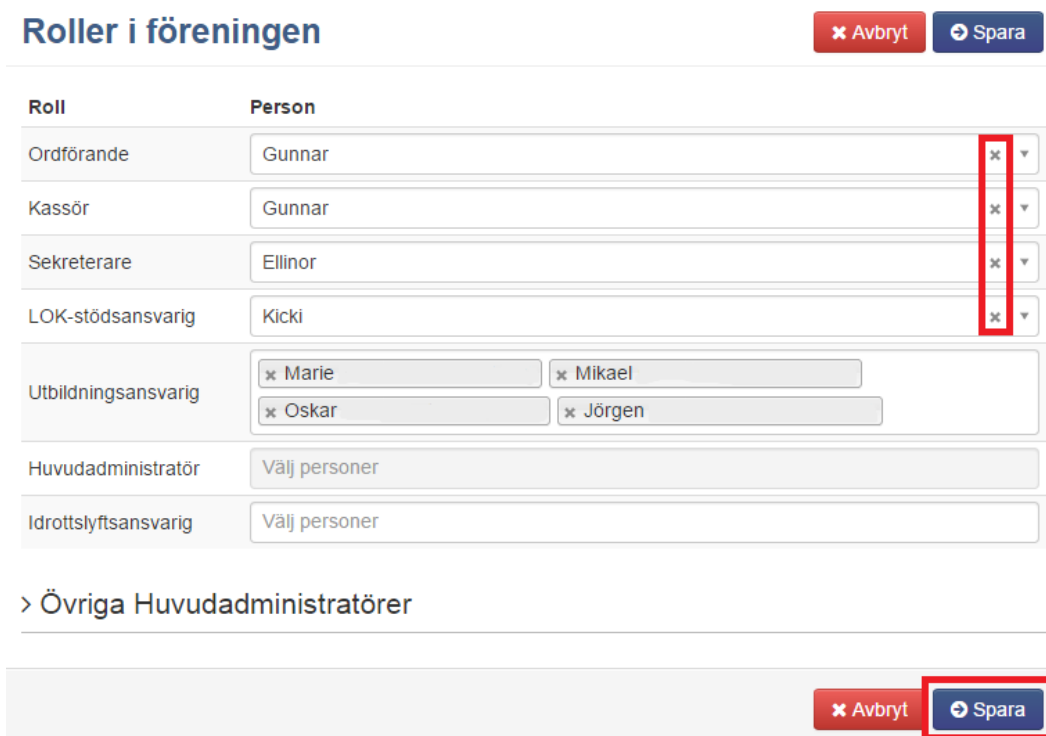 Roller i föreningen
Avbryt
Spara
Roll Person
Ordförande Gunnar
Kassör Gunnar
Sekreterare Ellinor
LOK-stödsansvarig Kicki
Utbildningsansvarig Marie Mikael
Oskar Jörgen
Huvudadministratör Välj personer
Idrottslyftsansvarig Välj personer
Övriga Huvudadministratörer
Avbryt
Spara